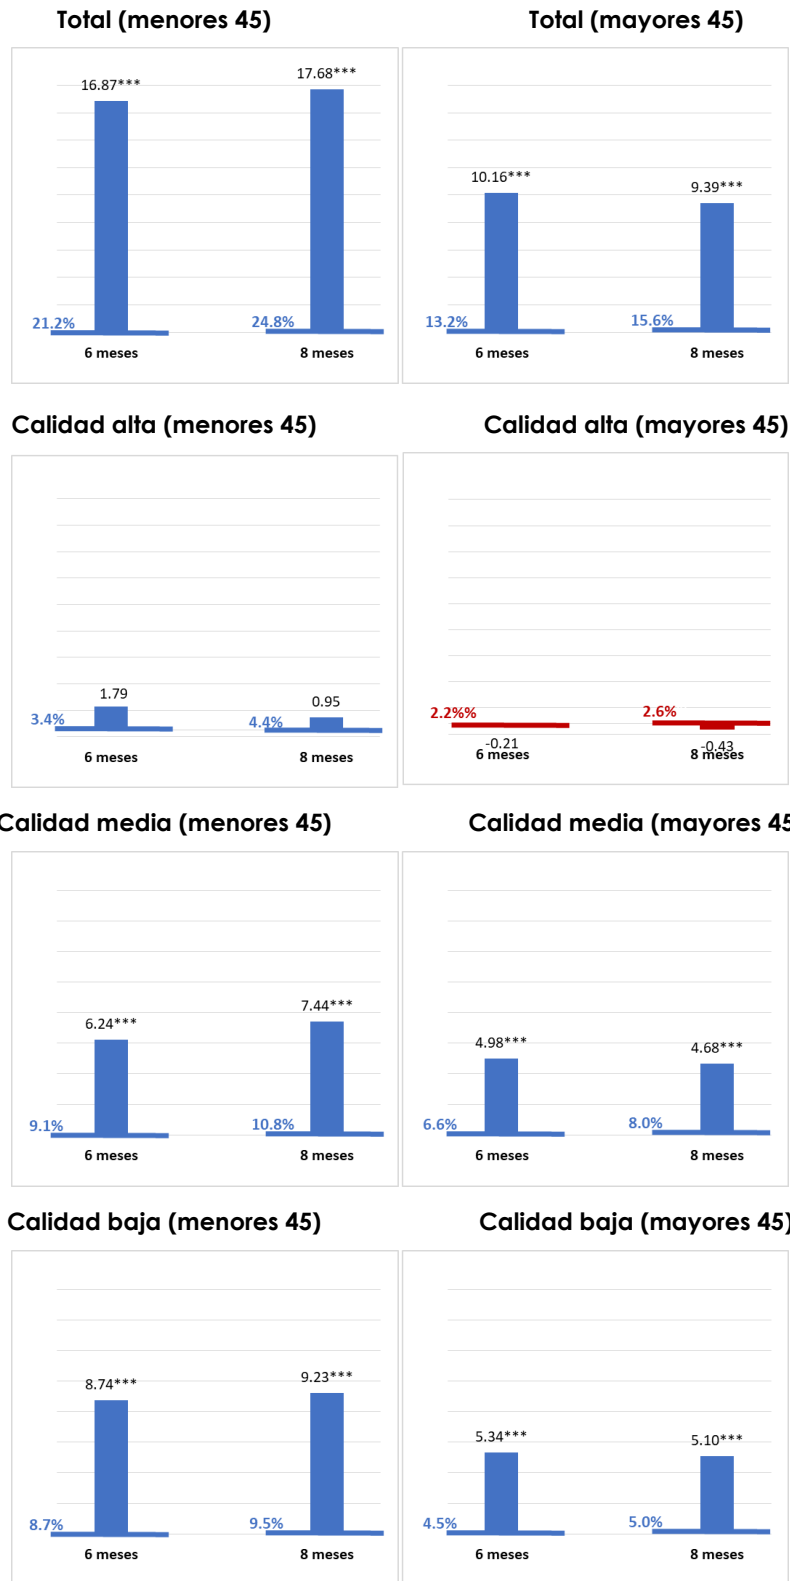 Total (menores 45)
Total (mayores 45)
16.87***
17.68***
21.2%
24.8%
6 meses
8 meses
10.16***
9.39***
13.2%
15.6%
6 meses
8 meses
Calidad alta (menores 45)
Calidad alta (mayores 45)
1.79
0.95
3.4%
4.4%
6 meses
8 meses
2.2%%
2.6%
-0.21
-0.43
6 meses
8 meses
Calidad media (menores 45)
Calidad media (mayores 45
6.24***
7.44***
9.1%
10.8%
6 meses
8 meses
4.98***
4.68***
6.6%
8.0%
6 meses
8 meses
Calidad baja (menores 45)
Calidad baja (mayores 45)
8.74***
9.23***
8.7%
9.5%
6 meses
8 meses
5.34***
5.10***
4.5%
5.0%
6 meses
8 meses